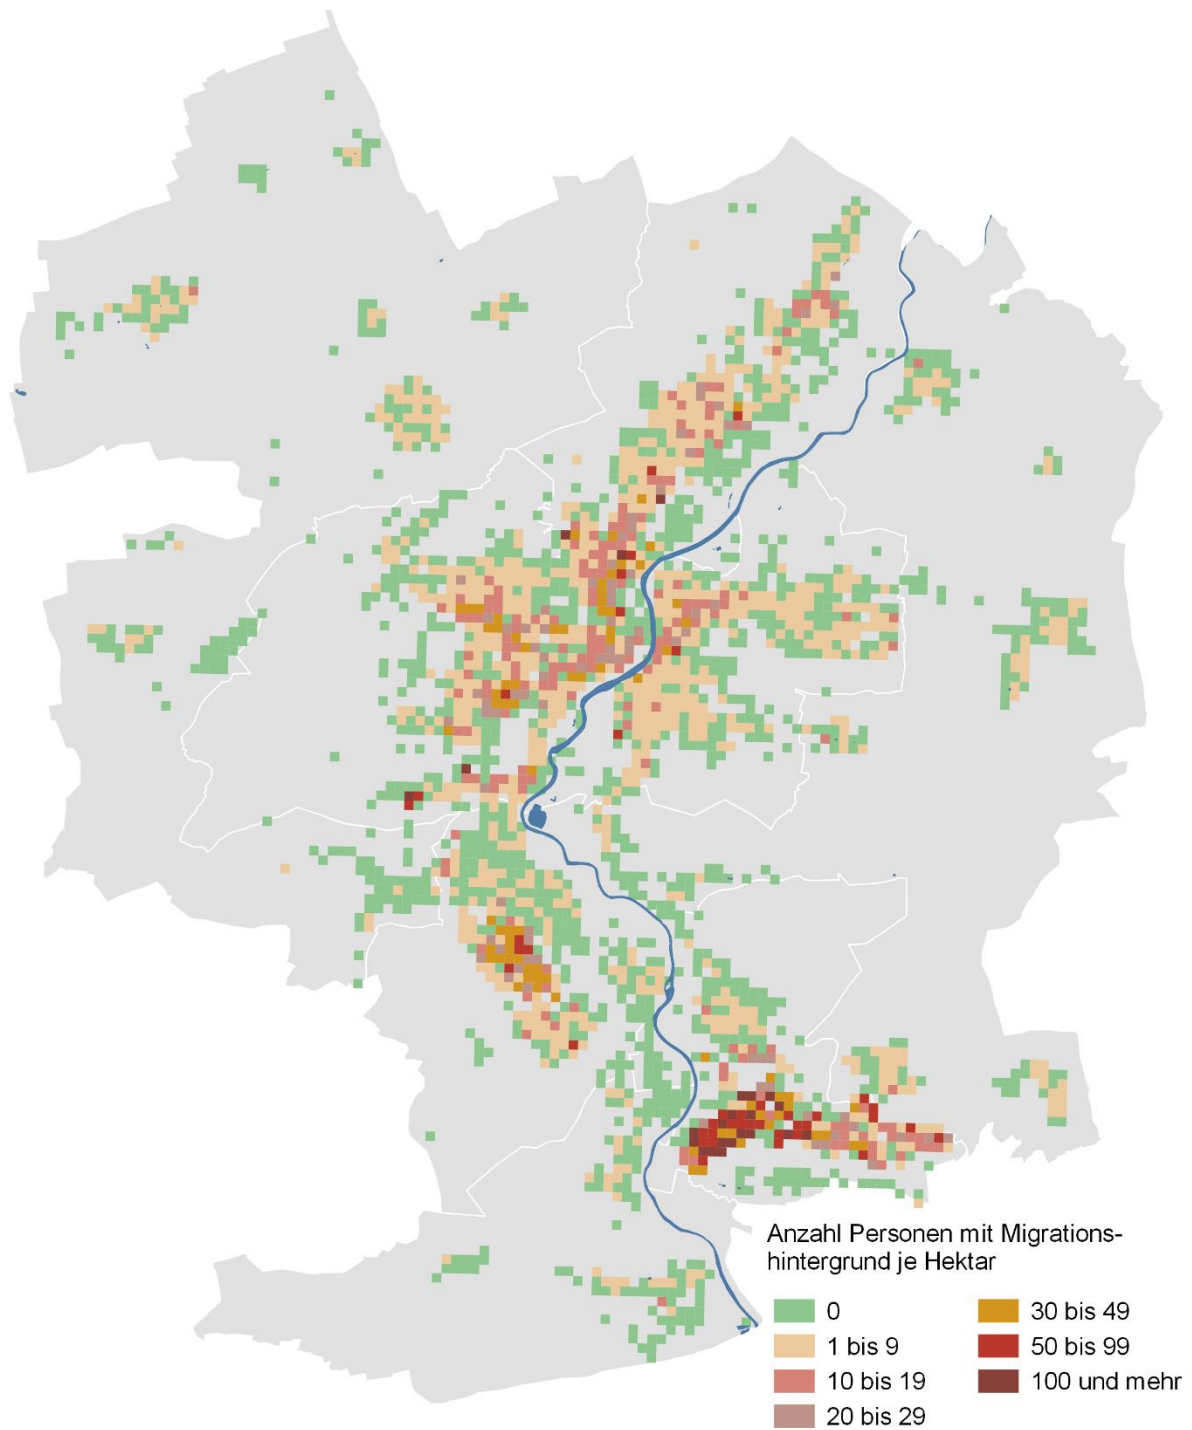 Anzahl Personen mit Migrations-
hintergrund je Hektar
0
1 bis 9
10 bis 19
20 bis 29
30 bis 49
50 bis 99
100 und mehr